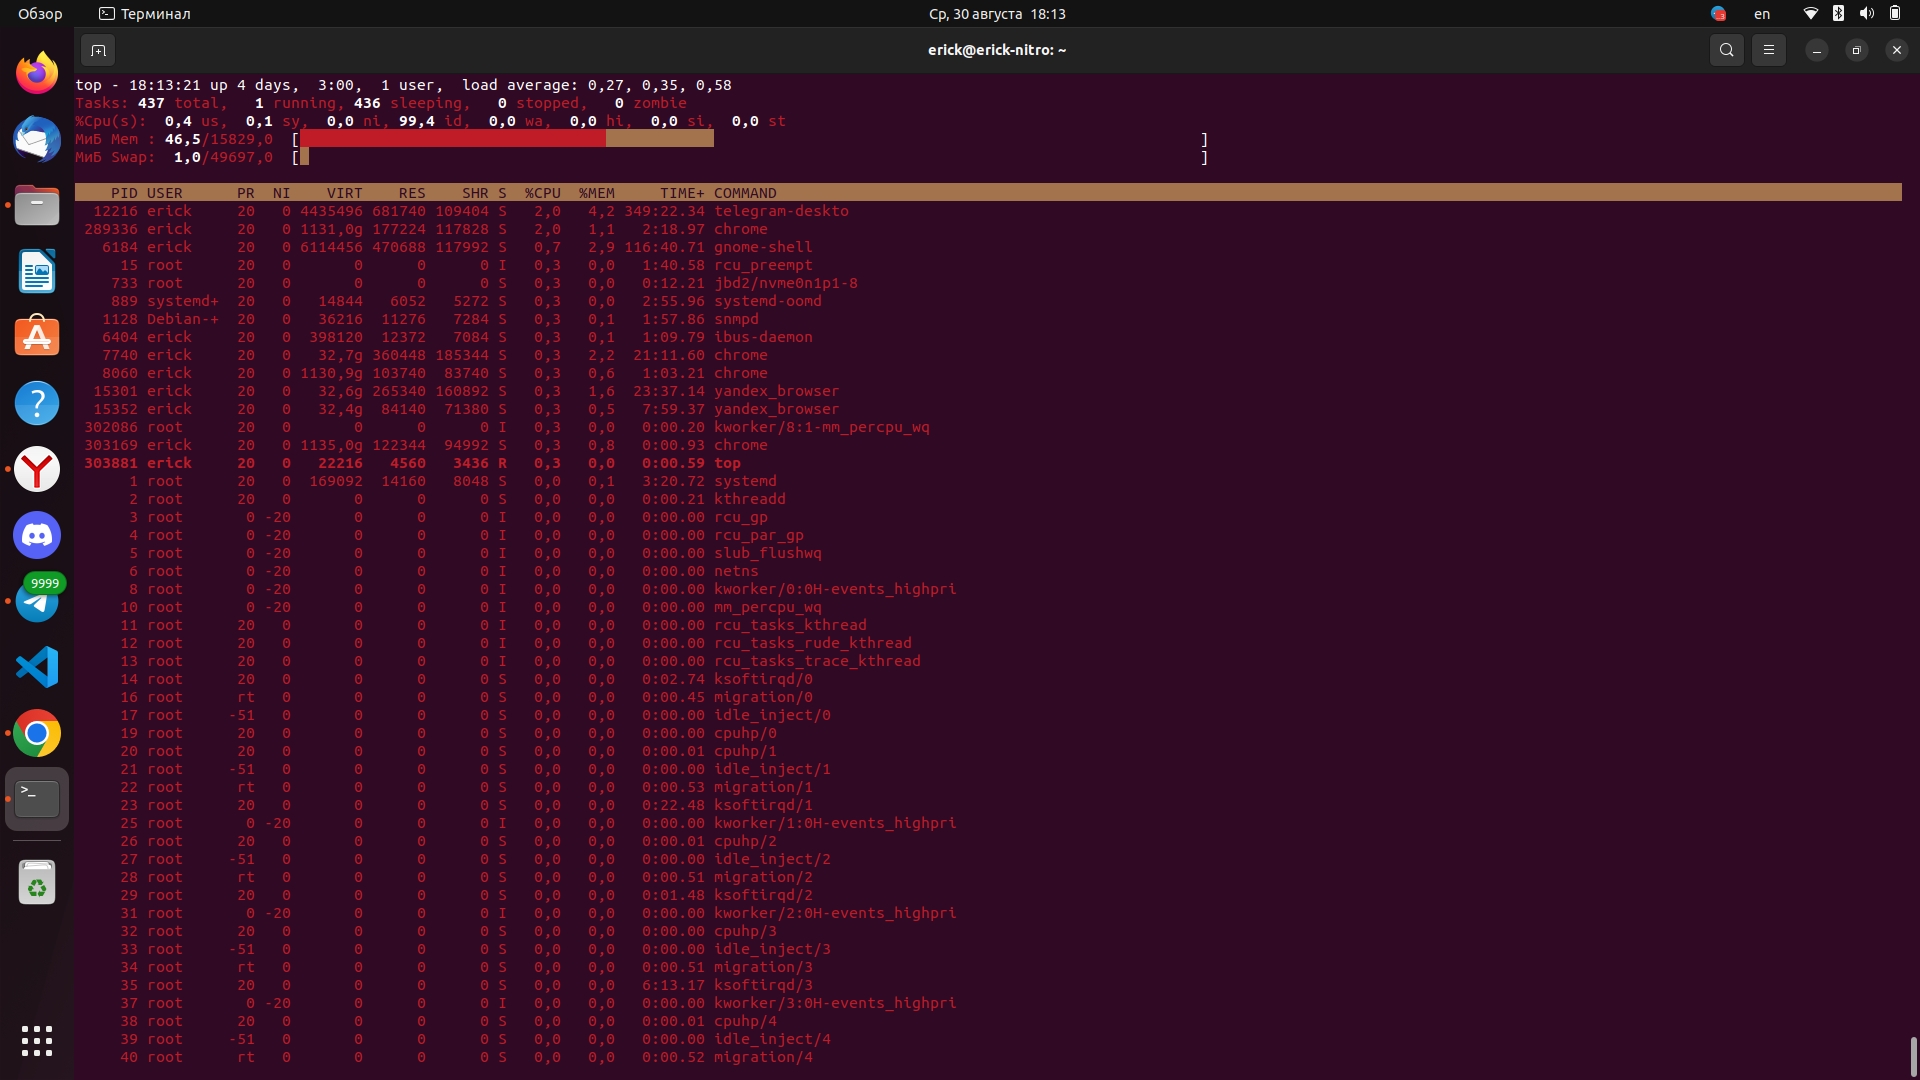 Обзор
Терминал
Ср, 30 августа 18:13
en
erick@erick-nitro: ~
top - 18:13:21 up 4 days, 3:00, 1 user, load average: 0,27, 0,35, 0,58
Tasks: 437 total, 1 running, 436 sleeping, 0 stopped, 0 zombie
%Cpu(s): 0,4 us, 0,1 sy, 0,0 ni, 99,4 id, 0,0 wa, 0,0 hi, 0,0 si, 0,0 st
МиБ Mem : 46,5/15829,0 [ ]
МиБ Swap: 1,0/49697,0 [ ]
PID USER PR NI VIRT RES SHR S %CPU %MEM TIME+ COMMAND
12216 erick 20 0 4435496 681740 109404 S 2,0 4,2 349:22.34 telegram-deskto
289336 erick 20 0 1131,0g 177224 117828 S 2,0 1,1 2:18.97 chrome
6184 erick 20 0 6114456 470688 117992 S 0,7 2,9 116:40.71 gnome-shell
15 root 20 0 0 0 0 I 0,3 0,0 1:40.58 rcu_preempt
733 root 20 0 0 0 0 S 0,3 0,0 0:12.21 jbd2/nvme0n1p1-8
889 systemd+ 20 0 14844 6052 5272 S 0,3 0,0 2:55.96 systemd-oomd
1128 Debian-+ 20 0 36216 11276 7284 S 0,3 0,1 1:57.86 snmpd
6404 erick 20 0 398120 12372 7084 S 0,3 0,1 1:09.79 ibus-daemon
7740 erick 20 0 32,7g 360448 185344 S 0,3 2,2 21:11.60 chrome
8060 erick 20 0 1130,9g 103740 83740 S 0,3 0,6 1:03.21 chrome
15301 erick 20 0 32,6g 265340 160892 S 0,3 1,6 23:37.14 yandex_browser
15352 erick 20 0 32,4g 84140 71380 S 0,3 0,5 7:59.37 yandex_browser
302086 root 20 0 0 0 0 I 0,3 0,0 0:00.20 kworker/8:1-mm_percpu_wq
303169 erick 20 0 1135,0g 122344 94992 S 0,3 0,8 0:00.93 chrome
303881 erick 20 0 22216 4560 3436 R 0,3 0,0 0:00.59 top
1 root 20 0 169092 14160 8048 S 0,0 0,1 3:20.72 systemd
2 root 20 0 0 0 0 S 0,0 0,0 0:00.21 kthreadd
3 root 0 -20 0 0 0 I 0,0 0,0 0:00.00 rcu_gp
4 root 0 -20 0 0 0 I 0,0 0,0 0:00.00 rcu_par_gp
5 root 0 -20 0 0 0 I 0,0 0,0 0:00.00 slub_flushwq
6 root 0 -20 0 0 0 I 0,0 0,0 0:00.00 netns
8 root 0 -20 0 0 0 I 0,0 0,0 0:00.00 kworker/0:0H-events_highpri
10 root 0 -20 0 0 0 I 0,0 0,0 0:00.00 mm_percpu_wq
11 root 20 0 0 0 0 I 0,0 0,0 0:00.00 rcu_tasks_kthread
12 root 20 0 0 0 0 I 0,0 0,0 0:00.00 rcu_tasks_rude_kthread
13 root 20 0 0 0 0 I 0,0 0,0 0:00.00 rcu_tasks_trace_kthread
14 root 20 0 0 0 0 S 0,0 0,0 0:02.74 ksoftirqd/0
16 root rt 0 0 0 0 S 0,0 0,0 0:00.45 migration/0
17 root -51 0 0 0 0 S 0,0 0,0 0:00.00 idle_inject/0
19 root 20 0 0 0 0 S 0,0 0,0 0:00.00 cpuhp/0
20 root 20 0 0 0 0 S 0,0 0,0 0:00.01 cpuhp/1
21 root -51 0 0 0 0 S 0,0 0,0 0:00.00 idle_inject/1
22 root rt 0 0 0 0 S 0,0 0,0 0:00.53 migration/1
23 root 20 0 0 0 0 S 0,0 0,0 0:22.48 ksoftirqd/1
25 root 0 -20 0 0 0 I 0,0 0,0 0:00.00 kworker/1:0H-events_highpri
26 root 20 0 0 0 0 S 0,0 0,0 0:00.01 cpuhp/2
27 root -51 0 0 0 0 S 0,0 0,0 0:00.00 idle_inject/2
28 root rt 0 0 0 0 S 0,0 0,0 0:00.51 migration/2
29 root 20 0 0 0 0 S 0,0 0,0 0:01.48 ksoftirqd/2
31 root 0 -20 0 0 0 I 0,0 0,0 0:00.00 kworker/2:0H-events_highpri
32 root 20 0 0 0 0 S 0,0 0,0 0:00.00 cpuhp/3
33 root -51 0 0 0 0 S 0,0 0,0 0:00.00 idle_inject/3
34 root rt 0 0 0 0 S 0,0 0,0 0:00.51 migration/3
35 root 20 0 0 0 0 S 0,0 0,0 6:13.17 ksoftirqd/3
37 root 0 -20 0 0 0 I 0,0 0,0 0:00.00 kworker/3:0H-events_highpri
38 root 20 0 0 0 0 S 0,0 0,0 0:00.01 cpuhp/4
39 root -51 0 0 0 0 S 0,0 0,0 0:00.00 idle_inject/4
40 root rt 0 0 0 0 S 0,0 0,0 0:00.52 migration/4
9999